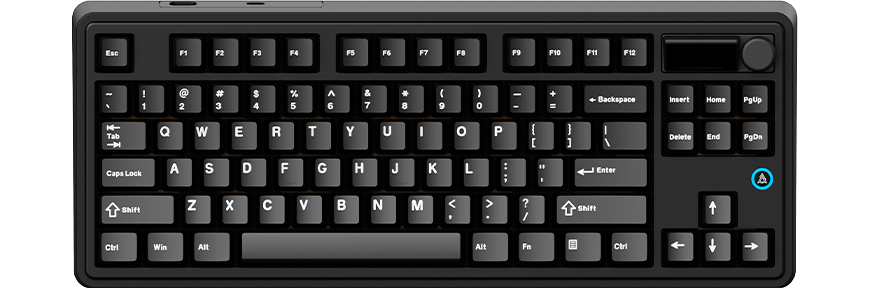 Esc F1 F2 F3 F4 F5 F6 F7 F8 F9 F10 F11 F12
~ ! @ # $ % ^ & * ( ) _ +
` 1 2 3 4 5 6 7 8 9 0 - = ← Backspace Insert Home PgUp
Tab Q W E R T Y U I O P { [ } ] | \ Delete End PgDn
Caps Lock A S D F G H J K L : ; " ' Enter
Shift Z X C V B N M < , > . ? / Shift ↑
Ctrl Win Alt Alt Fn Ctrl ← ↓ →